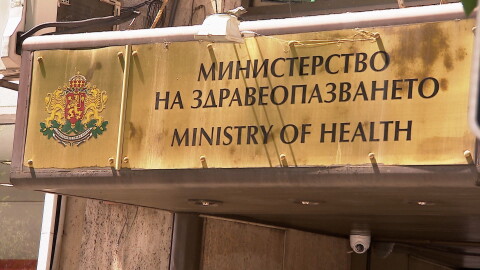 МИНИСТЕРСТВО
НА ЗДРАВЕОПАЗВАНЕТО
MINISTRY OF HEALTH